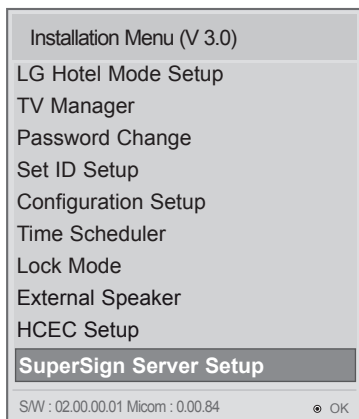 Installation Menu (V 3.0)
LG Hotel Mode Setup
TV Manager
Password Change
Set ID Setup
Configuration Setup
Time Scheduler
Lock Mode
External Speaker
HCEC Setup
SuperSign Server Setup
S/W : 02.00.00.01 Micom : 0.00.84 OK